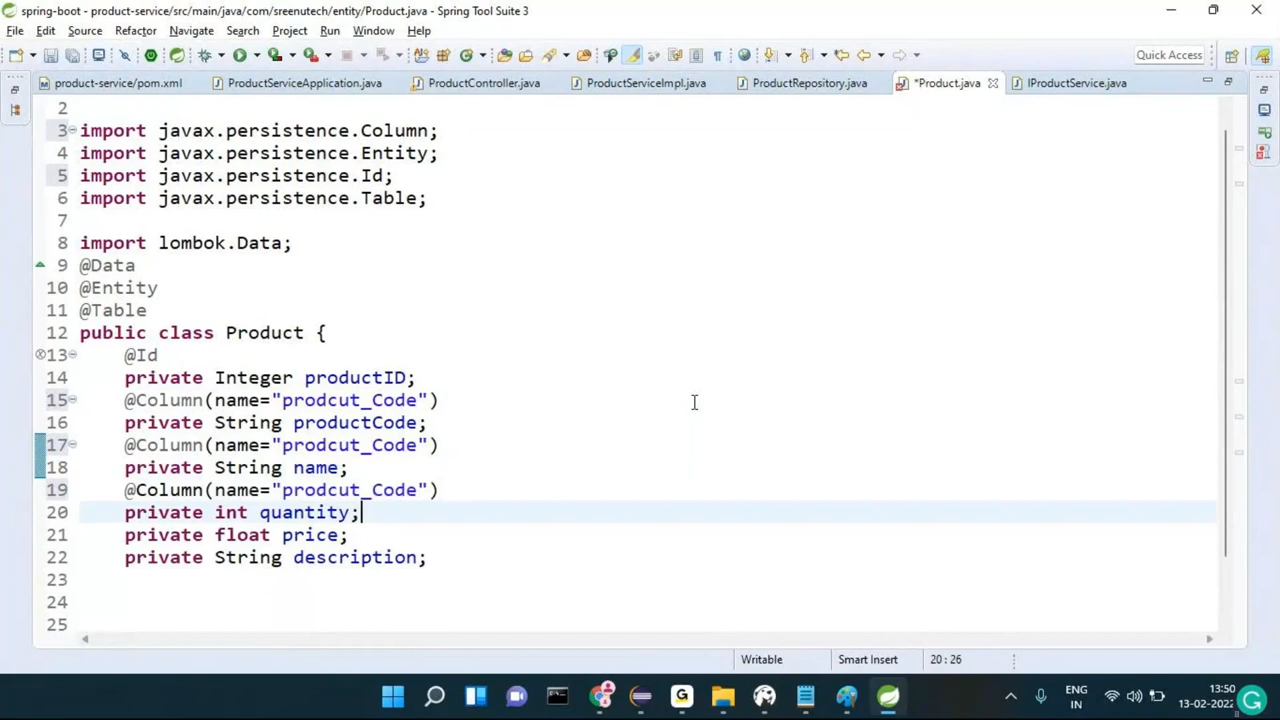 spring-boot - product-service/src/main/java/com/sreenutech/entity/Product.java - Spring Tool Suite 3
File Edit Source Refactor Navigate Search Project Run Window Help
Quick Access
product-service/pom.xml ProductServiceApplication.java ProductController.java ProductServiceImpl.java ProductRepository.java *Product.java IProductService.java
2
3 import javax.persistence.Column;
4 import javax.persistence.Entity;
5 import javax.persistence.Id;
6 import javax.persistence.Table;
7
8 import lombok.Data;
9 @Data
10 @Entity
11 @Table
12 public class Product {
13 @Id
14 private Integer productID;
15 @Column(name="prodcut_Code")
16 private String productCode;
17 @Column(name="prodcut_Code")
18 private String name;
19 @Column(name="prodcut_Code")
20 private int quantity;
21 private float price;
22 private String description;
23
24
25
Writable Smart Insert 20 : 26
ENG
IN
13:50
13-02-2022